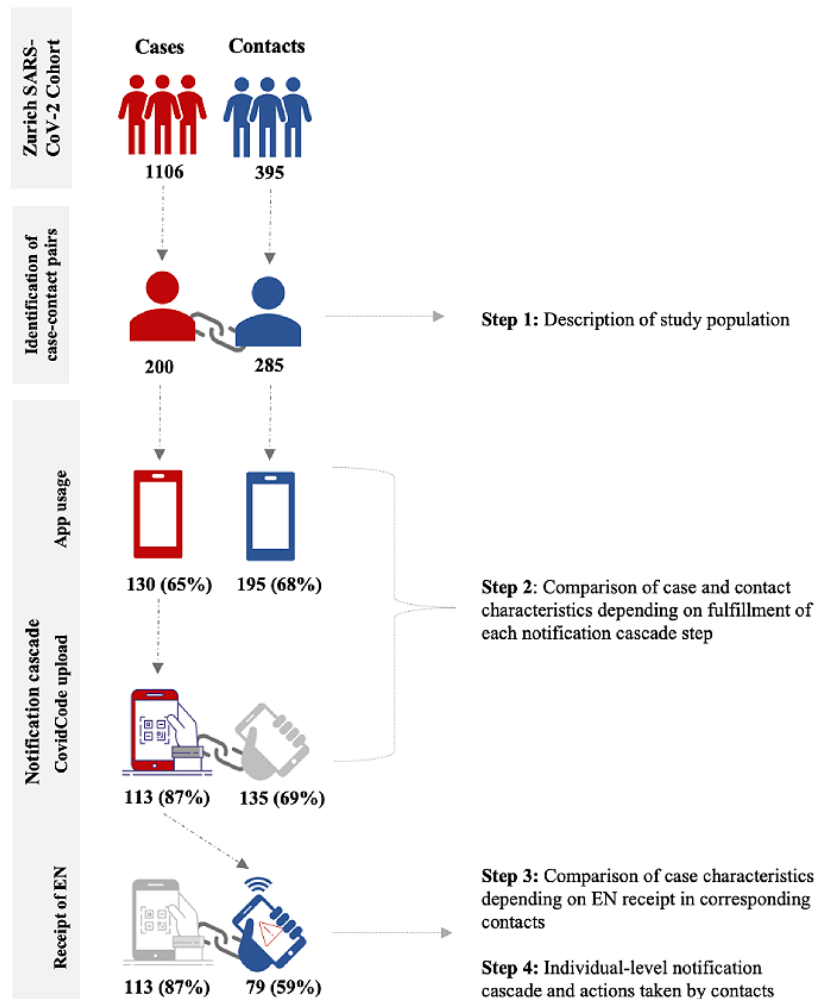 Zurich SARS-
CoV-2 Cohort
Cases
Contacts
1106
395
Identification of
case-contact pairs
200
285
Step 1: Description of study population
Notification cascade
App usage
130 (65%)
195 (68%)
Step 2: Comparison of case and contact
characteristics depending on fulfillment of
each notification cascade step
CovidCode upload
113 (87%)
135 (69%)
Receipt of EN
113 (87%)
79 (59%)
Step 3: Comparison of case characteristics
depending on EN receipt in corresponding
contacts
Step 4: Individual-level notification
cascade and actions taken by contacts